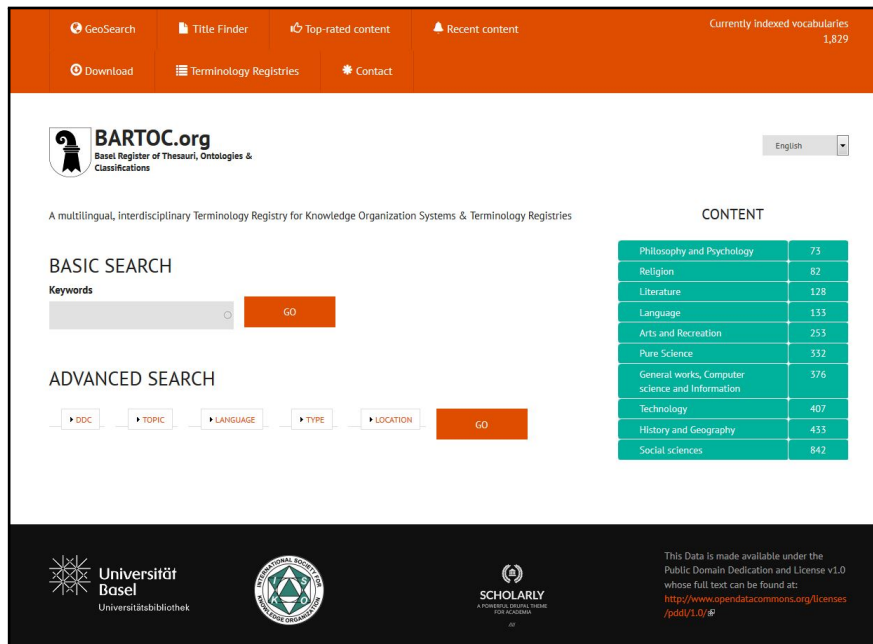 GeoSearch
Title Finder
Top-rated content
Recent content
Currently indexed vocabularies
1,829
Download
Terminology Registries
Contact
BARTOC.org
Basel Register of Thesauri, Ontologies &
Classifications
English
A multilingual, interdisciplinary Terminology Registry for Knowledge Organization Systems & Terminology Registries
BASIC SEARCH
Keywords
GO
ADVANCED SEARCH
DDC
TOPIC
LANGUAGE
TYPE
LOCATION
GO
CONTENT
Philosophy and Psychology 73
Religion 82
Literature 128
Language 133
Arts and Recreation 253
Pure Science 332
General works, Computer 376
science and Information
Technology 407
History and Geography 433
Social sciences 842
Universität
Basel
Universitätsbibliothek
INTERNATIONAL SOCIETY FOR
KNOWLEDGE ORGANIZATION
I S
K O
SCHOLARLY
A POWERFUL DRUPAL THEME
FOR ACADEMIA
///
This Data is made available under the
Public Domain Dedication and License v1.0
whose full text can be found at:
http://www.opendatacommons.org/licenses
/pddl/1.0/